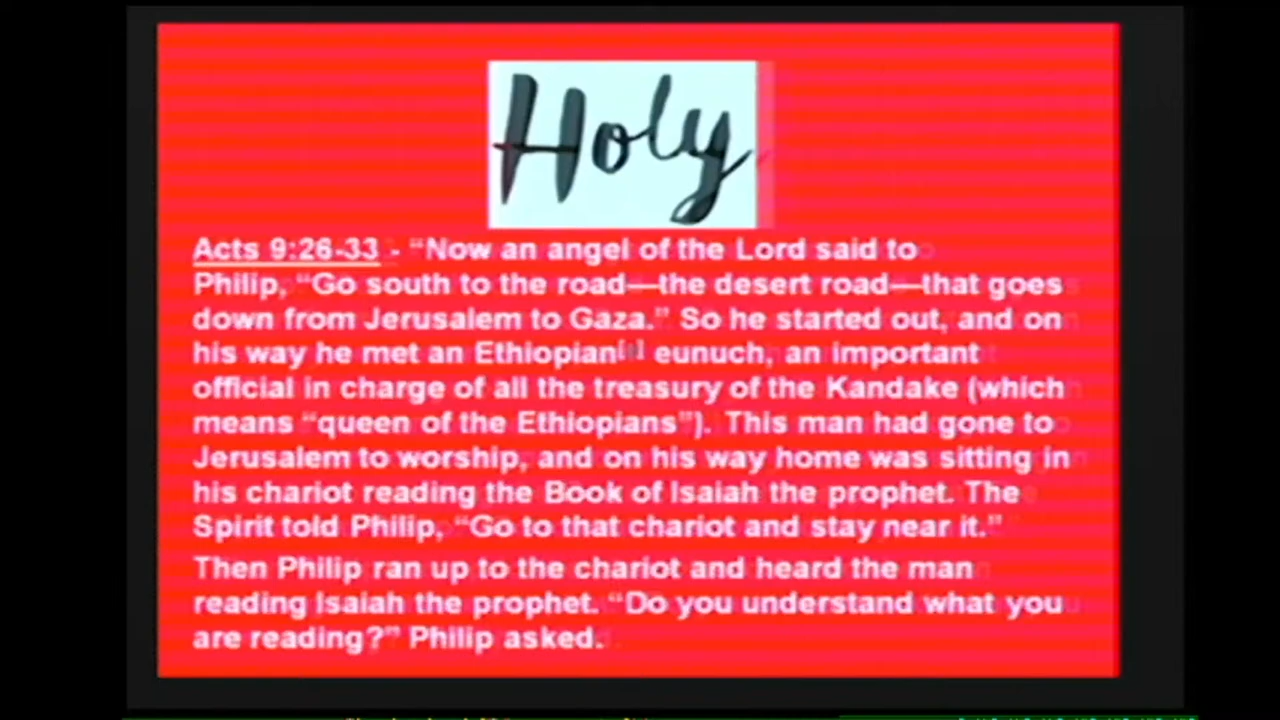 Holy
Acts 9:26-33 - “Now an angel of the Lord said to
Philip, “Go south to the road—the desert road—that goes
down from Jerusalem to Gaza.” So he started out, and on
his way he met an Ethiopian eunuch, an important
official in charge of all the treasury of the Kandake (which
means “queen of the Ethiopians”). This man had gone to
Jerusalem to worship, and on his way home was sitting in
his chariot reading the Book of Isaiah the prophet. The
Spirit told Philip, “Go to that chariot and stay near it.”
Then Philip ran up to the chariot and heard the man
reading Isaiah the prophet. “Do you understand what you
are reading?” Philip asked.